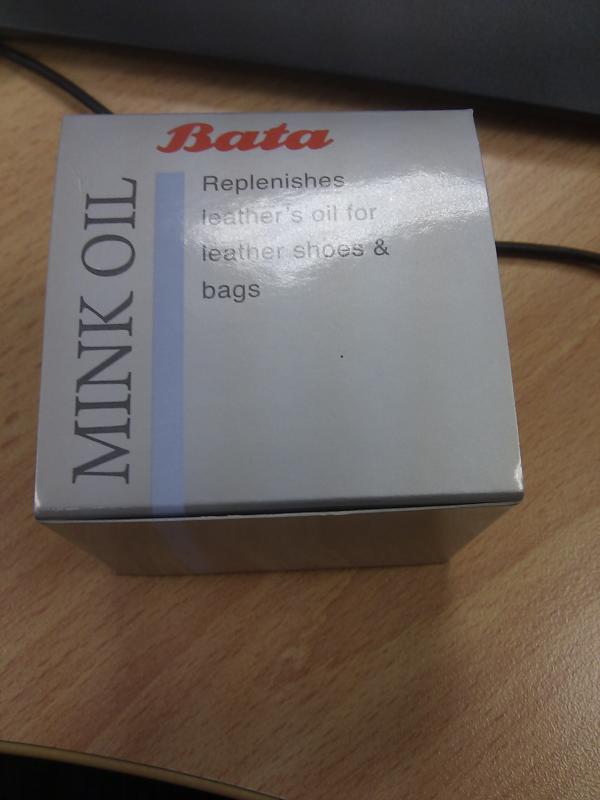 Bata
MINK OIL
Replenishes
leather's oil for
leather shoes &
bags